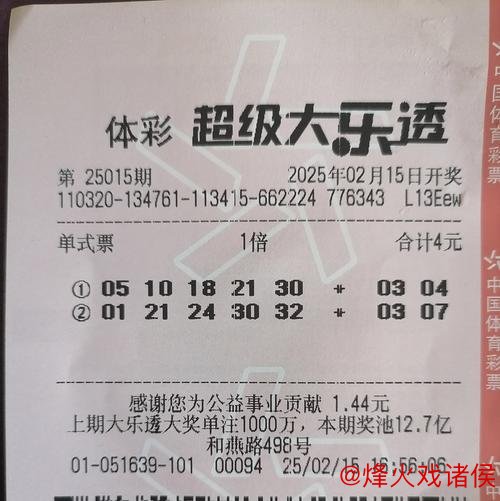 体彩 超级大乐透
第 25015期 2025年02月15日开奖
110320-134761-113415-662224 776343 L13Eew
单式票 1倍 合计4元
① 05 10 18 21 30 + 03 04
② 01 21 24 30 32 + 03 07
感谢您为公益事业贡献 1.44元
上期大乐透大奖单注1000万，本期奖池12.7亿
和燕路498号
01-051639-101 00094 25/02/15 16:56:06
@烽火戏诸侯
中国体育彩票
中国体育彩票